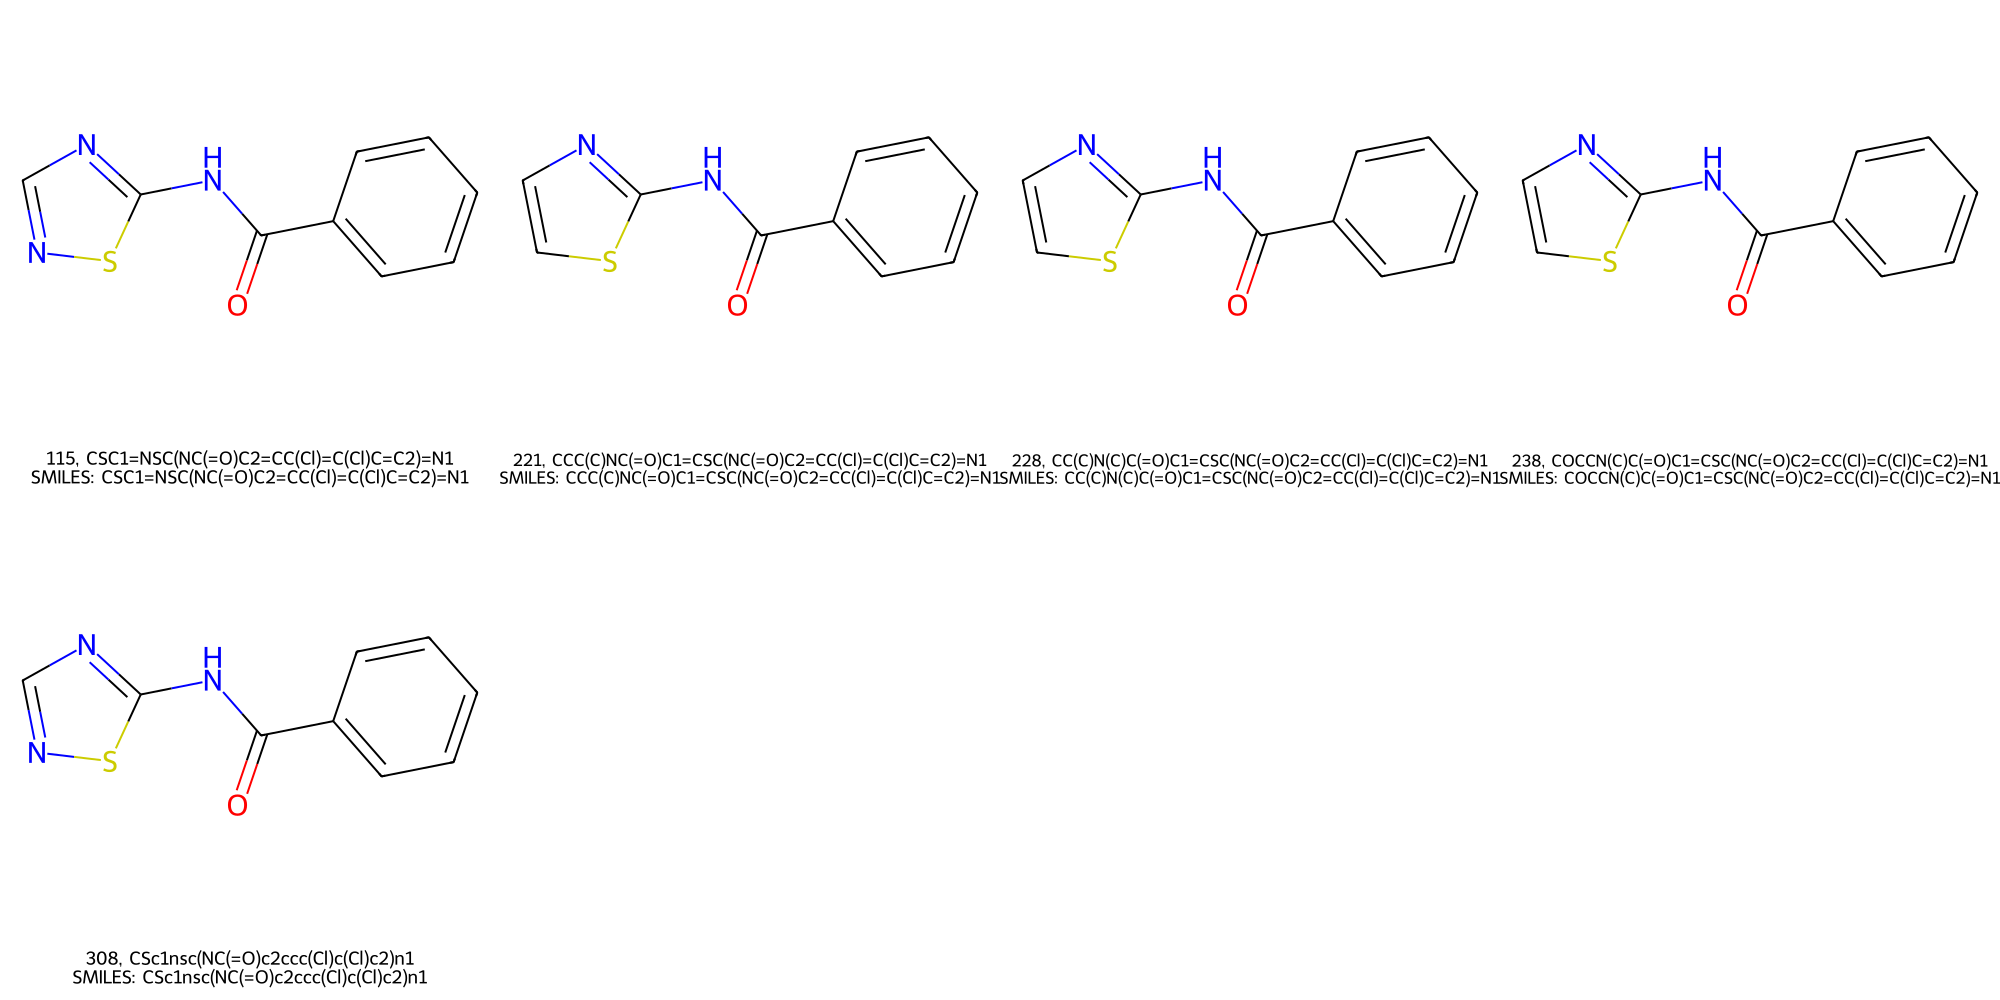 N
H
N
N
S
O
N
H
N
S
O
N
H
N
S
O
N
H
N
S
O
115, CSC1=NSC(NC(=O)C2=CC(Cl)=C(Cl)C=C2)=N1
SMILES: CSC1=NSC(NC(=O)C2=CC(Cl)=C(Cl)C=C2)=N1
221, CCC(C)NC(=O)C1=CSC(NC(=O)C2=CC(Cl)=C(Cl)C=C2)=N1
SMILES: CCC(C)NC(=O)C1=CSC(NC(=O)C2=CC(Cl)=C(Cl)C=C2)=N1
228, CC(C)N(C)C(=O)C1=CSC(NC(=O)C2=CC(Cl)=C(Cl)C=C2)=N1
SMILES: CC(C)N(C)C(=O)C1=CSC(NC(=O)C2=CC(Cl)=C(Cl)C=C2)=N1
238, COCCN(C)C(=O)C1=CSC(NC(=O)C2=CC(Cl)=C(Cl)C=C2)=N1
SMILES: COCCN(C)C(=O)C1=CSC(NC(=O)C2=CC(Cl)=C(Cl)C=C2)=N1
N
H
N
N
S
O
308, CSc1nsc(NC(=O)c2ccc(Cl)c(Cl)c2)n1
SMILES: CSc1nsc(NC(=O)c2ccc(Cl)c(Cl)c2)n1